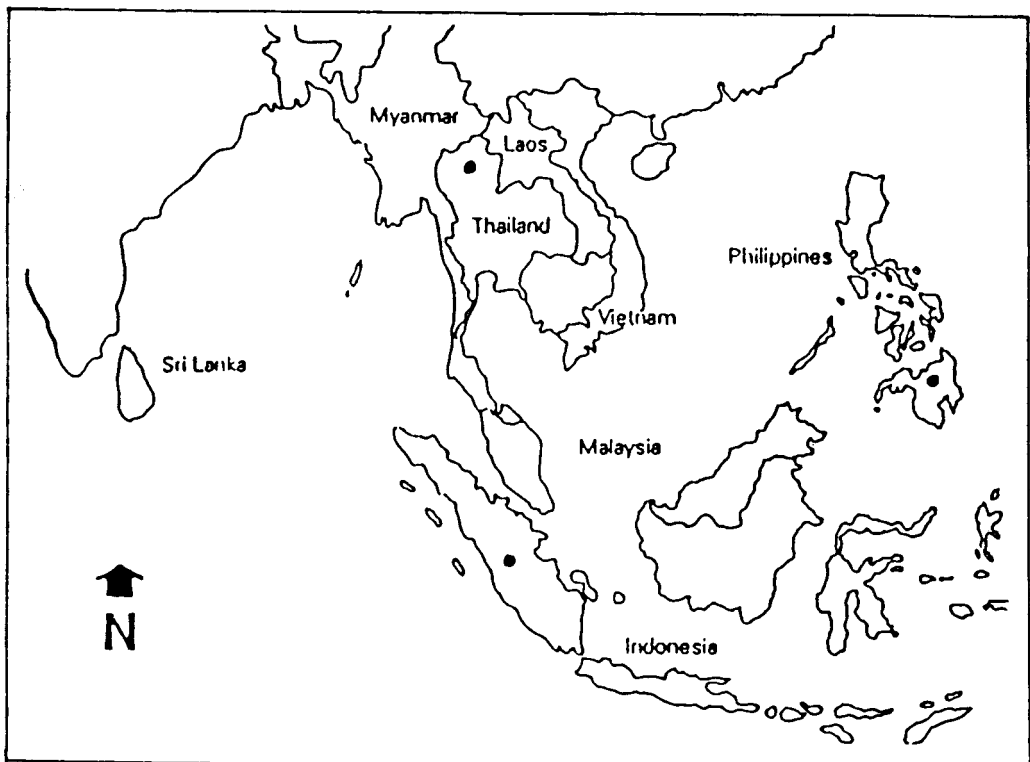 Myanmar
Laos
Thailand
Philippines
Vietnam
Sri Lanka
Malaysia
N
Indonesia